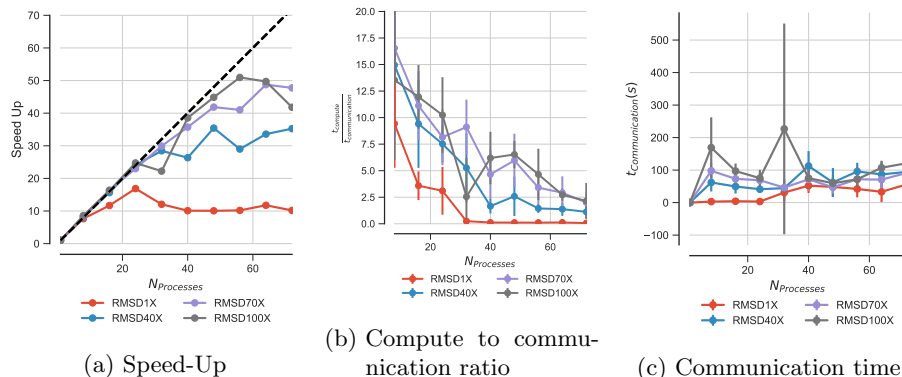 70
60
50
40
30
20
10
0
Speed Up
20
40
60
N_Processes
RMSD1X
RMSD40X
RMSD70X
RMSD100X
(a) Speed-Up
20.0
17.5
15.0
12.5
10.0
7.5
5.0
2.5
0.0
t_compute
t_communication
20
40
60
N_Processes
RMSD1X
RMSD40X
RMSD70X
RMSD100X
(b) Compute to commu-
nication ratio
500
400
300
200
100
0
−100
t_Communication(s)
20
40
60
N_Processes
RMSD1X
RMSD40X
RMSD70X
RMSD100X
(c) Communication time